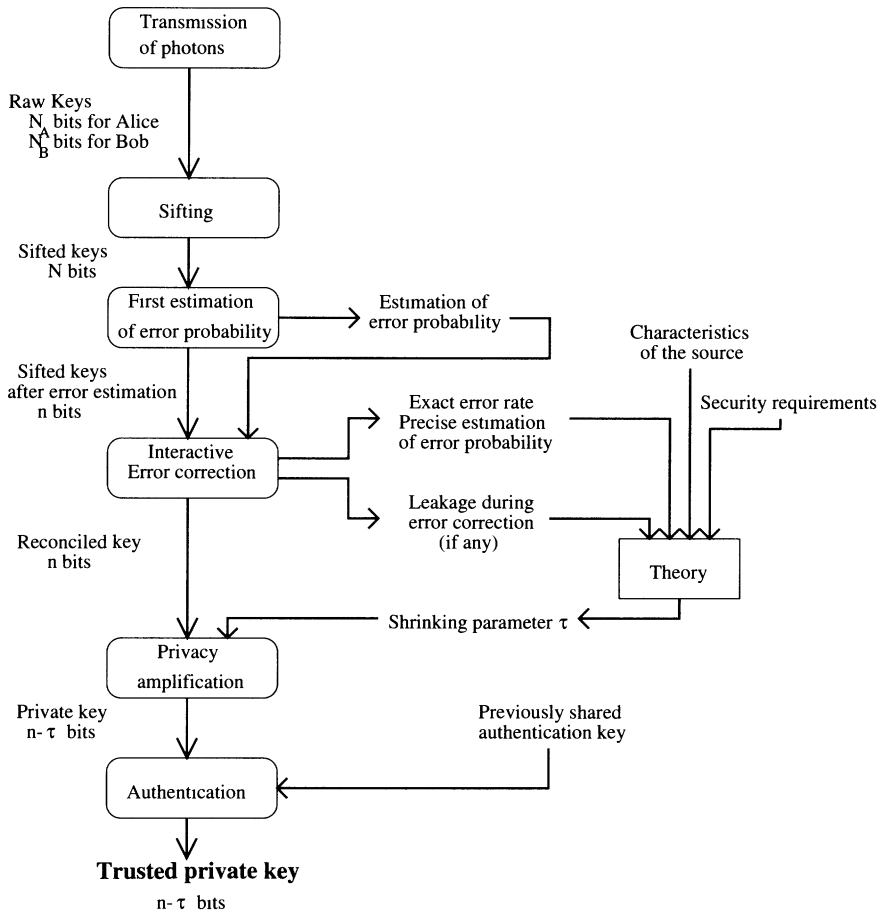 Transmission
of photons
Raw Keys
N_A bits for Alice
N_B bits for Bob
Sifting
Sifted keys
N bits
First estimation
of error probability
Estimation of
error probability
Characteristics
of the source
Sifted keys
after error estimation
n bits
Exact error rate
Precise estimation
of error probability
Security requirements
Interactive
Error correction
Leakage during
error correction
(if any)
Reconciled key
n bits
Theory
Shrinking parameter τ
Privacy
amplification
Private key
n- τ bits
Previously shared
authentication key
Authentication
Trusted private key
n- τ bits